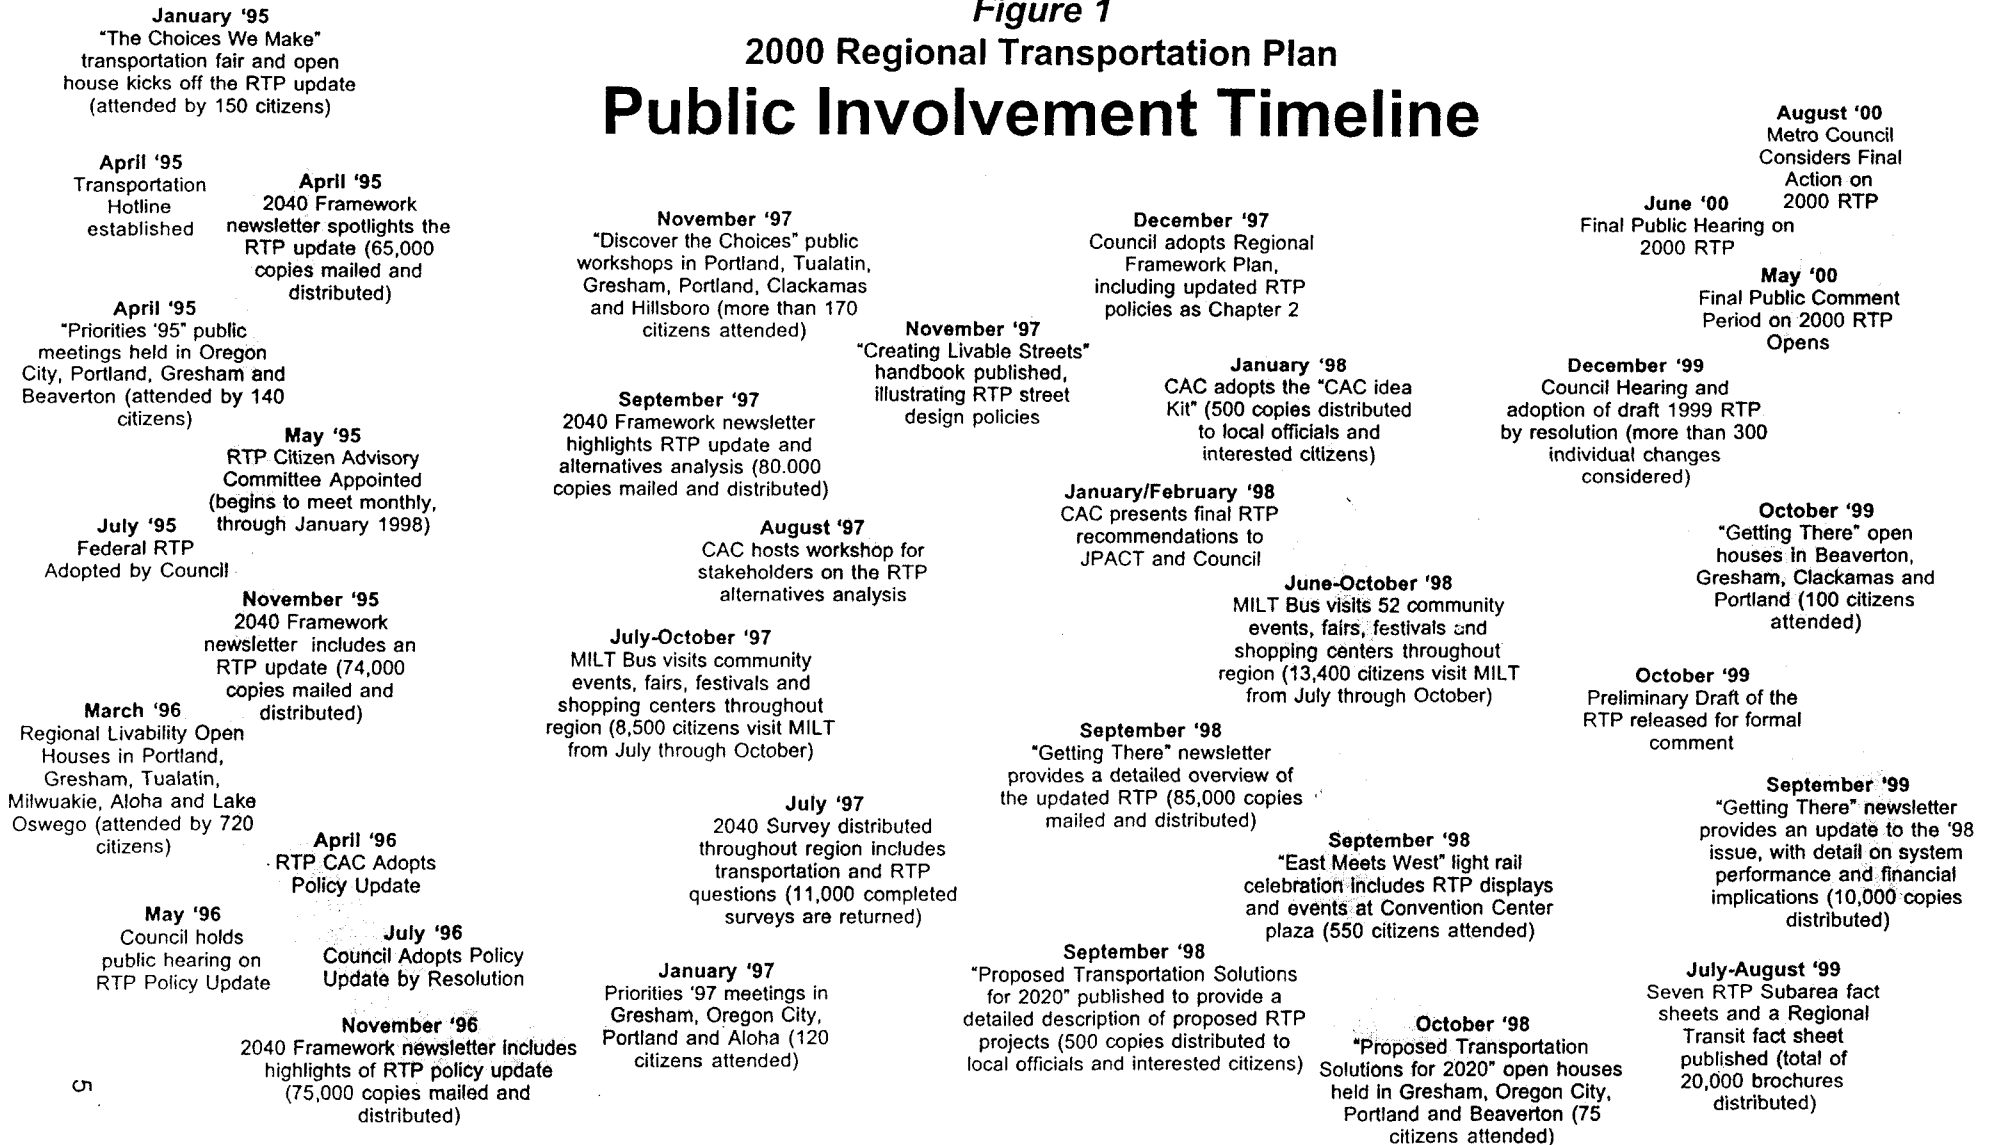 Figure 1
2000 Regional Transportation Plan
Public Involvement Timeline
January '95
"The Choices We Make"
transportation fair and open
house kicks off the RTP update
(attended by 150 citizens)
April '95
Transportation
Hotline
established
April '95
2040 Framework
newsletter spotlights the
RTP update (65,000
copies mailed and
distributed)
April '95
"Priorities '95" public
meetings held in Oregon
City, Portland, Gresham and
Beaverton (attended by 140
citizens)
May '95
RTP Citizen Advisory
Committee Appointed
(begins to meet monthly,
through January 1998)
July '95
Federal RTP
Adopted by Council
November '95
2040 Framework
newsletter includes an
RTP update (74,000
copies mailed and
distributed)
March '96
Regional Livability Open
Houses in Portland,
Gresham, Tualatin,
Milwuakie, Aloha and Lake
Oswego (attended by 720
citizens)
April '96
RTP CAC Adopts
Policy Update
May '96
Council holds
public hearing on
RTP Policy Update
July '96
Council Adopts Policy
Update by Resolution
November '96
2040 Framework newsletter includes
highlights of RTP policy update
(75,000 copies mailed and
distributed)
January '97
Priorities '97 meetings in
Gresham, Oregon City,
Portland and Aloha (120
citizens attended)
July '97
2040 Survey distributed
throughout region includes
transportation and RTP
questions (11,000 completed
surveys are returned)
July-October '97
MILT Bus visits community
events, fairs, festivals and
shopping centers throughout
region (8,500 citizens visit MILT
from July through October)
August '97
CAC hosts workshop for
stakeholders on the RTP
alternatives analysis
September '97
2040 Framework newsletter
highlights RTP update and
alternatives analysis (80.000
copies mailed and distributed)
November '97
"Discover the Choices" public
workshops in Portland, Tualatin,
Gresham, Portland, Clackamas
and Hillsboro (more than 170
citizens attended)
November '97
"Creating Livable Streets"
handbook published,
illustrating RTP street
design policies
December '97
Council adopts Regional
Framework Plan,
including updated RTP
policies as Chapter 2
January '98
CAC adopts the "CAC idea
Kit" (500 copies distributed
to local officials and
interested citizens)
January/February '98
CAC presents final RTP
recommendations to
JPACT and Council
June-October '98
MILT Bus visits 52 community
events, fairs, festivals and
shopping centers throughout
region (13,400 citizens visit MILT
from July through October)
September '98
"Getting There" newsletter
provides a detailed overview of
the updated RTP (85,000 copies
mailed and distributed)
September '98
"East Meets West" light rail
celebration includes RTP displays
and events at Convention Center
plaza (550 citizens attended)
September '98
"Proposed Transportation Solutions
for 2020" published to provide a
detailed description of proposed RTP
projects (500 copies distributed to
local officials and interested citizens)
October '98
"Proposed Transportation
Solutions for 2020" open houses
held in Gresham, Oregon City,
Portland and Beaverton (75
citizens attended)
July-August '99
Seven RTP Subarea fact
sheets and a Regional
Transit fact sheet
published (total of
20,000 brochures
distributed)
September '99
"Getting There" newsletter
provides an update to the '98
issue, with detail on system
performance and financial
implications (10,000 copies
distributed)
October '99
Preliminary Draft of the
RTP released for formal
comment
October '99
"Getting There" open
houses in Beaverton,
Gresham, Clackamas and
Portland (100 citizens
attended)
December '99
Council Hearing and
adoption of draft 1999 RTP
by resolution (more than 300
individual changes
considered)
May '00
Final Public Comment
Period on 2000 RTP
Opens
June '00
Final Public Hearing on
2000 RTP
August '00
Metro Council
Considers Final
Action on
2000 RTP
5